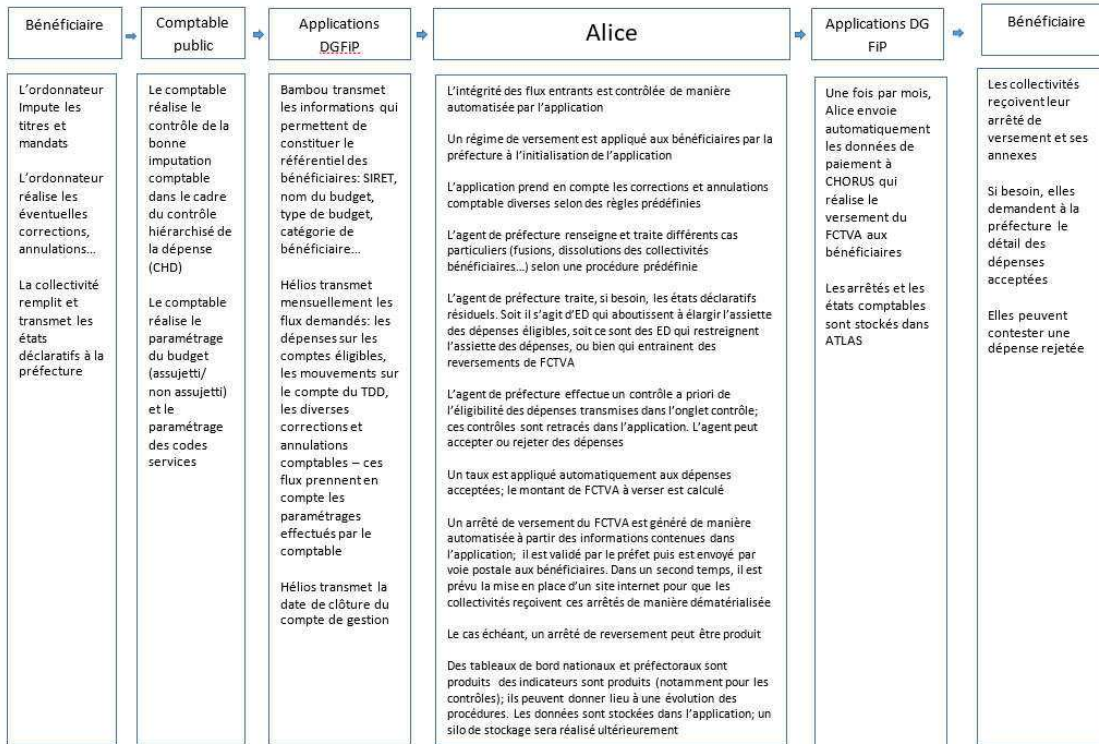 Bénéficiaire
L'ordonnateur
Impute les
titres et
mandats
L'ordonnateur
réalise les
éventuelles
corrections,
annulations…
La collectivité
remplit et
transmet les
états
déclaratifs à la
préfecture
Comptable
public
Le comptable
réalise le
contrôle de la
bonne
imputation
comptable
dans le cadre
du contrôle
hiérarchisé de
la dépense
(CHD)
Le comptable
réalise le
paramétrage
du budget
(assujetti/
non assujetti)
et le
paramétrage
des codes
services
Applications
DGFiP
Bambou transmet
les informations qui
permettent de
constituer le
référentiel des
bénéficiaires: SIRET,
nom du budget,
type de budget,
catégorie de
bénéficiaire…
Hélios transmet
mensuellement les
flux demandés: les
dépenses sur les
comptes éligibles,
les mouvements sur
le compte du TDD,
les diverses
corrections et
annulations
comptables – ces
flux prennent en
compte les
paramétrages
effectués par le
comptable
Hélios transmet la
date de clôture du
compte de gestion
Alice
L'intégrité des flux entrants est contrôlée de manière
automatisée par l'application
Un régime de versement est appliqué aux bénéficiaires par la
préfecture à l'initialisation de l'application
L'application prend en compte les corrections et annulations
comptable diverses selon des règles prédéfinies
L'agent de préfecture renseigne et traite différents cas
particuliers (fusions, dissolutions des collectivités
bénéficiaires…) selon une procédure prédéfinie
L'agent de préfecture traite, si besoin, les états déclaratifs
résiduels. Soit il s'agit d'ED qui aboutissent à élargir l'assiette
des dépenses éligibles, soit ce sont des ED qui restreignent
l'assiette des dépenses, ou bien qui entrainent des
reversements de FCTVA
L'agent de préfecture effectue un contrôle a priori de
l'éligibilité des dépenses transmises dans l'onglet contrôle;
ces contrôles sont retracés dans l'application. L'agent peut
accepter ou rejeter des dépenses
Un taux est appliqué automatiquement aux dépenses
acceptées; le montant de FCTVA à verser est calculé
Un arrêté de versement du FCTVA est généré de manière
automatisée à partir des informations contenues dans
l'application; il est validé par le préfet puis est envoyé par
voie postale aux bénéficiaires. Dans un second temps, il est
prévu la mise en place d'un site internet pour que les
collectivités reçoivent ces arrêtés de manière dématérialisée
Le cas échéant, un arrêté de reversement peut être produit
Des tableaux de bord nationaux et préfectoraux sont
produits des indicateurs sont produits (notamment pour les
contrôles); ils peuvent donner lieu à une évolution des
procédures. Les données sont stockées dans l'application; un
silo de stockage sera réalisé ultérieurement
Applications DG
FiP
Une fois par mois,
Alice envoie
automatiquement
les données de
paiement à
CHORUS qui
réalise le
versement du
FCTVA aux
bénéficiaires
Les arrêtés et les
états comptables
sont stockés dans
ATLAS
Bénéficiaire
Les collectivités
reçoivent leur
arrêté de
versement et ses
annexes
Si besoin, elles
demandent à la
préfecture le
détail des
dépenses
acceptées
Elles peuvent
contester une
dépense rejetée